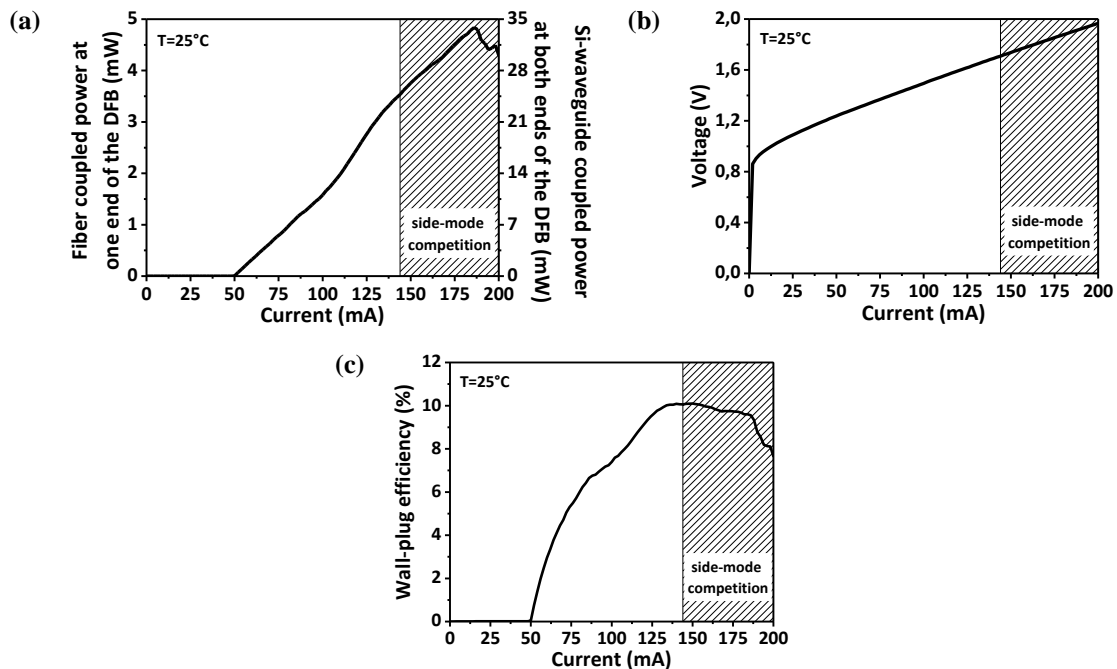 (a)
Fiber coupled power at
one end of the DFB (mW)
5
4
3
2
1
0
T=25°C
side-mode
competition
35
28
21
14
7
0
Si-waveguide coupled power
at both ends of the DFB (mW)
0 25 50 75 100 125 150 175 200
Current (mA)
(b)
Voltage (V)
2,0
1,6
1,2
0,8
0,4
0,0
T=25°C
side-mode
competition
0 25 50 75 100 125 150 175 200
Current (mA)
(c)
Wall-plug efficiency (%)
12
10
8
6
4
2
0
T=25°C
side-mode
competition
0 25 50 75 100 125 150 175 200
Current (mA)